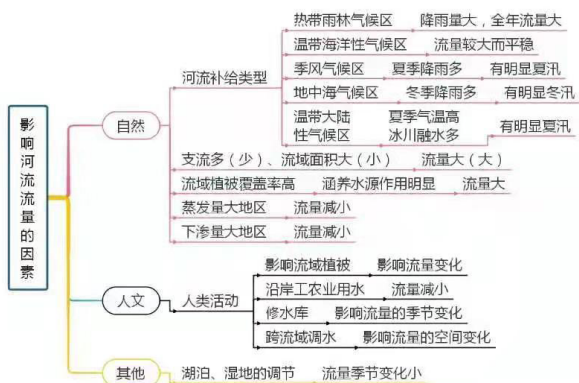 影响河流流量的因素
自然
河流补给类型
热带雨林气候区 降雨量大，全年流量大
温带海洋性气候区 流量较大而平稳
季风气候区 夏季降雨多 有明显夏汛
地中海气候区 冬季降雨多 有明显冬汛
温带大陆 夏季气温高
性气候区 冰川融水多 有明显夏汛
支流多（少）、流域面积大（小） 流量大（大）
流域植被覆盖率高 涵养水源作用明显 流量大
蒸发量大地区 流量减小
下渗量大地区 流量减小
人文
人类活动
影响流域植被 影响流量变化
沿岸工农业用水 流量减小
修水库 影响流量的季节变化
跨流域调水 影响流量的空间变化
其他
湖泊、湿地的调节 流量季节变化小